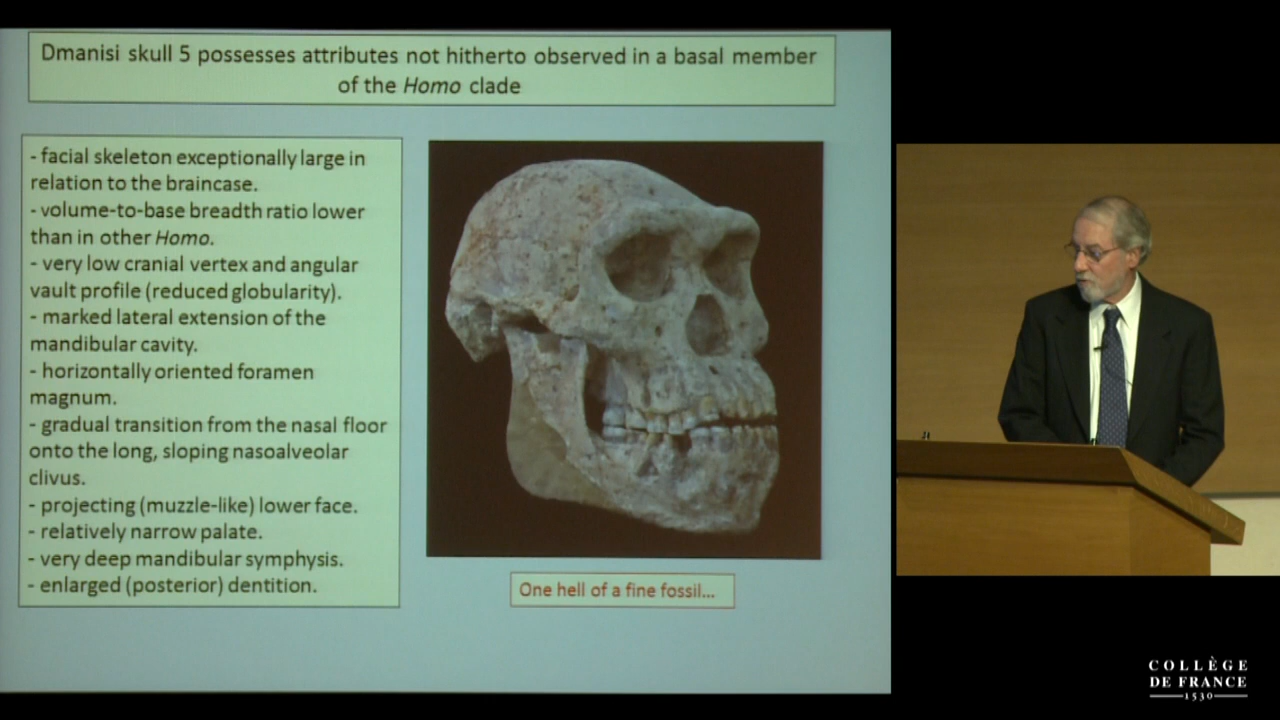 Dmanisi skull 5 possesses attributes not hitherto observed in a basal member
of the Homo clade
- facial skeleton exceptionally large in
relation to the braincase.
- volume-to-base breadth ratio lower
than in other Homo.
- very low cranial vertex and angular
vault profile (reduced globularity).
- marked lateral extension of the
mandibular cavity.
- horizontally oriented foramen
magnum.
- gradual transition from the nasal floor
onto the long, sloping nasoalveolar
clivus.
- projecting (muzzle-like) lower face.
- relatively narrow palate.
- very deep mandibular symphysis.
- enlarged (posterior) dentition.
One hell of a fine fossil...
COLLÈGE
DE FRANCE
1530